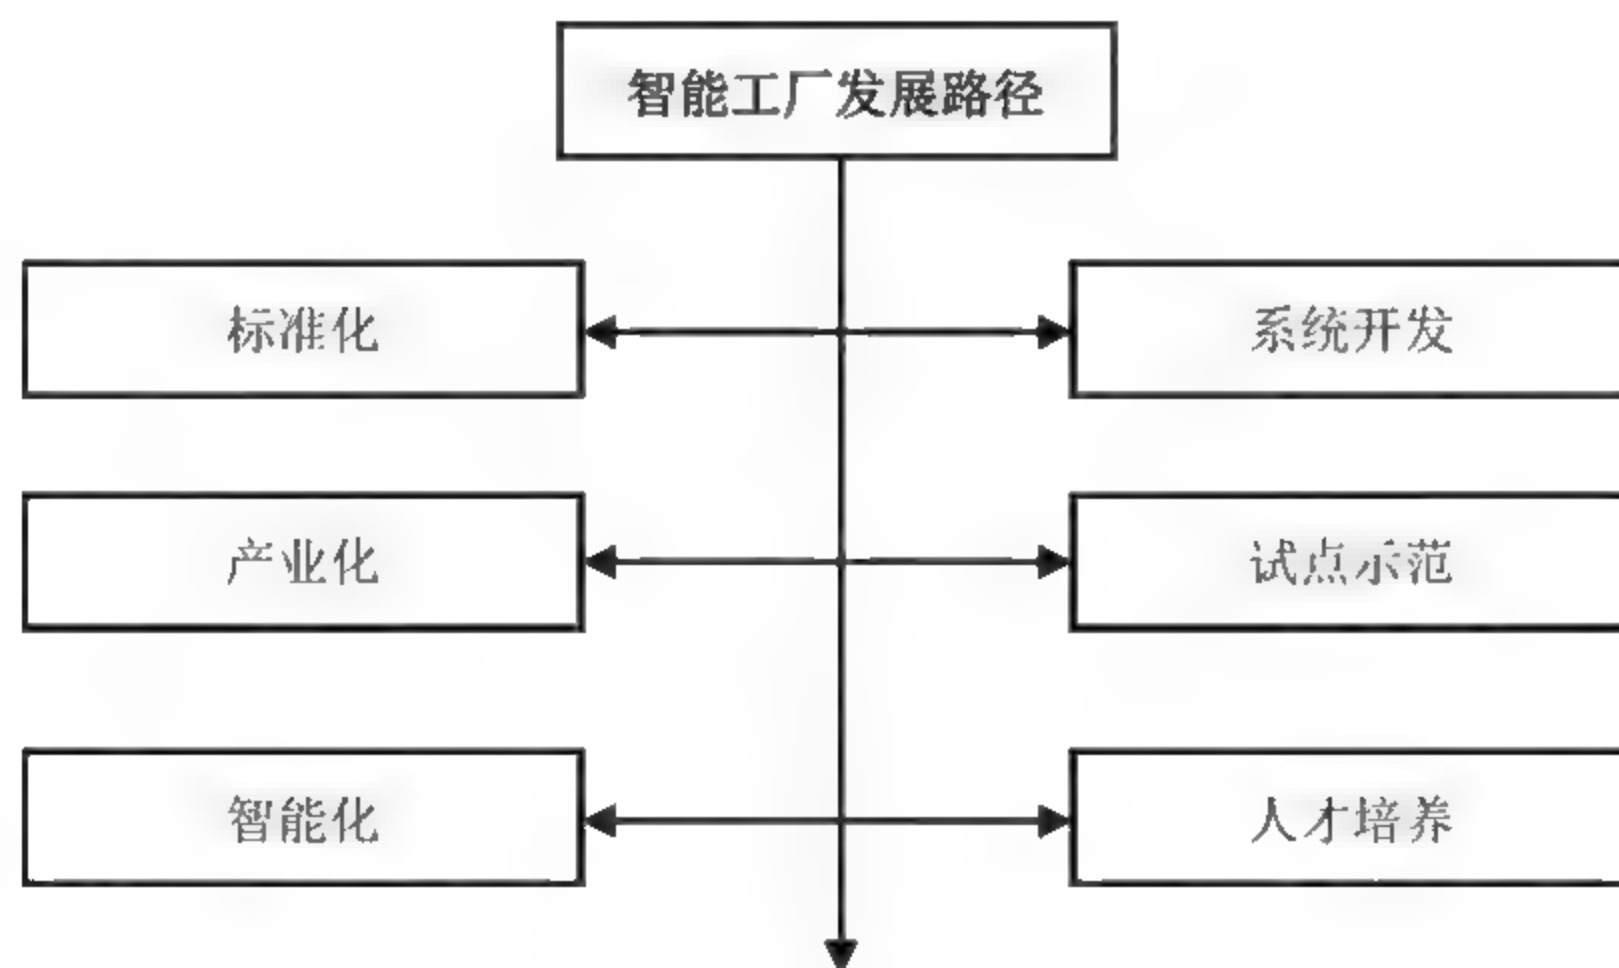 智能工厂发展路径
标准化
系统开发
产业化
试点示范
智能化
人才培养